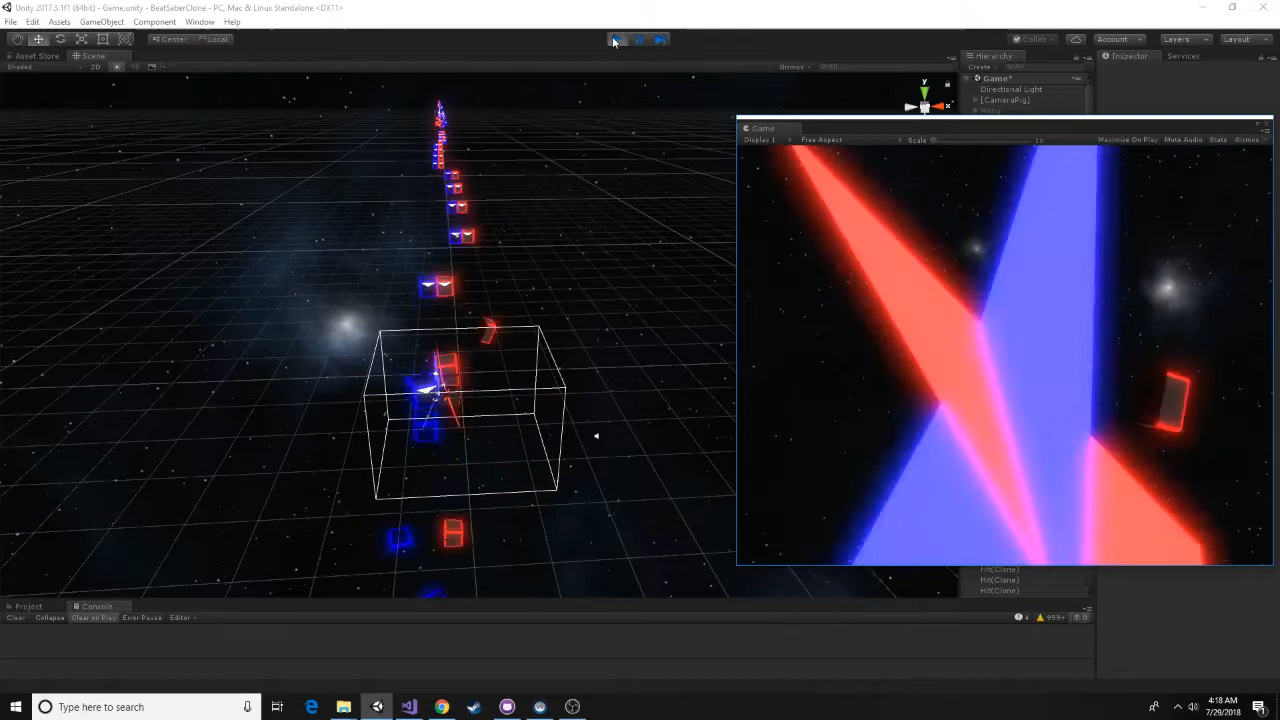 Unity 2017.3.1f1 (64bit) - Game.unity - BeatSaberClone - PC, Mac & Linux Standalone <DX11>
File Edit Assets GameObject Component Window Help
Center Local
Collab Account Layers Layout
Asset Store Scene
Hierarchy
Inspector Services
Shaded 2D
Gizmos
Create
Game*
Directional Light
[CameraRig]
Menu
y
x
Game
Display 1 Free Aspect Scale 1x Maximize On Play Mute Audio Stats Gizmos
Hit(Clone)
Hit(Clone)
Hit(Clone)
Project Console
Clear Collapse Clear on Play Error Pause Editor
4 999+ 0
Type here to search
4:18 AM
7/29/2018